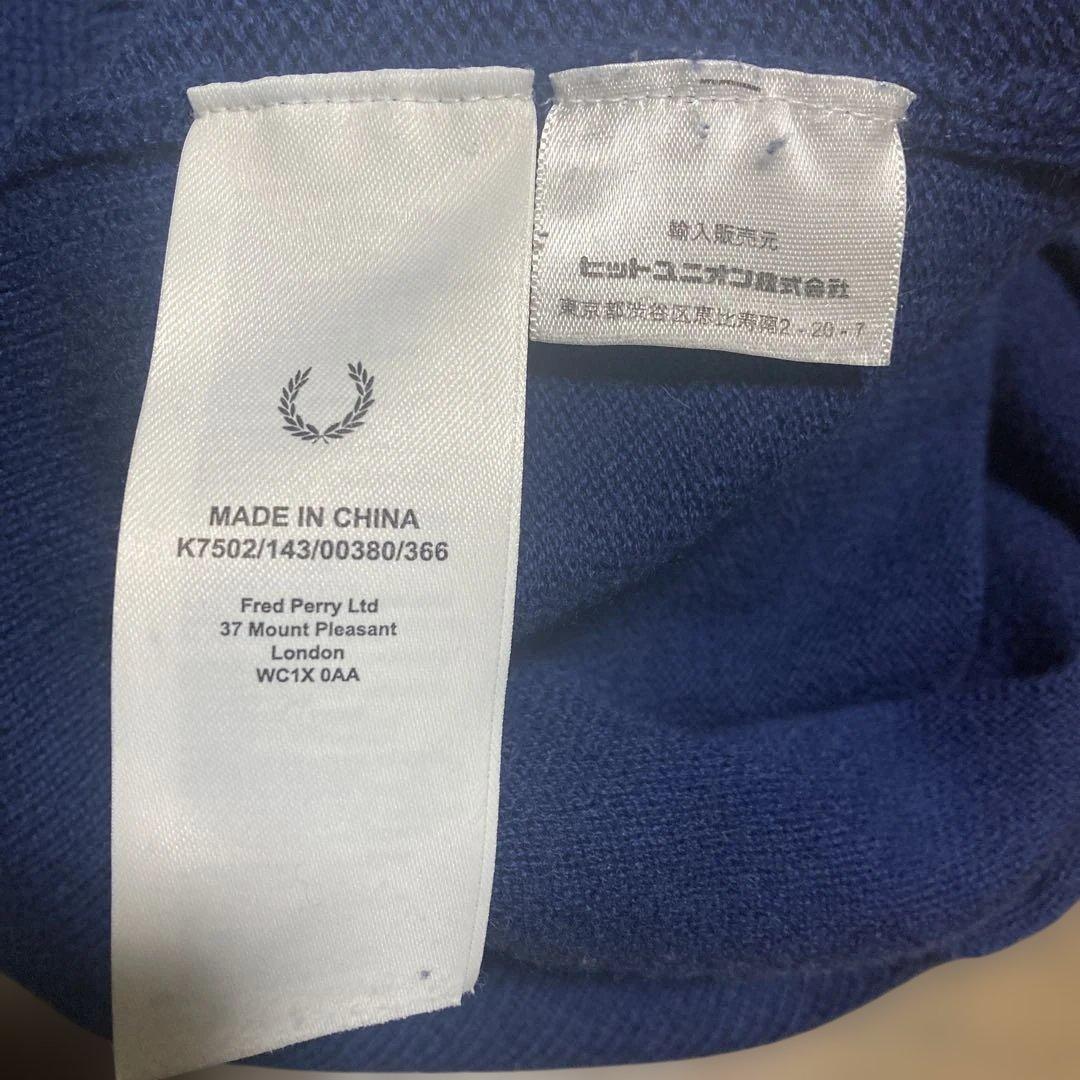 MADE IN CHINA
K7502/143/00380/366
Fred Perry Ltd
37 Mount Pleasant
London
WC1X 0AA
輸入販売元
ヒットユニオン株式会社
東京都渋谷区恵比寿南2-20-7